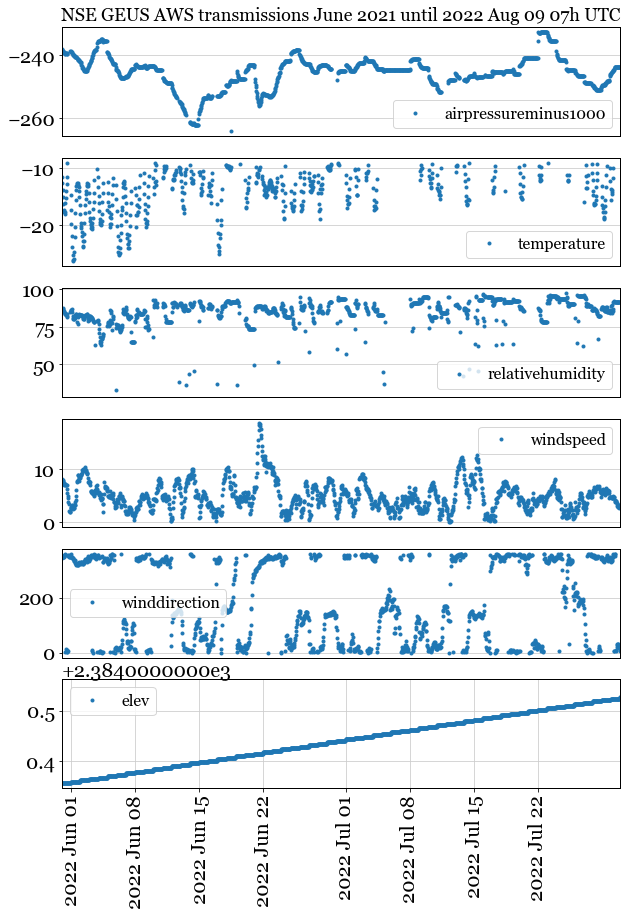 NSE GEUS AWS transmissions June 2021 until 2022 Aug 09 07h UTC
−240
−260
airpressureminus1000
−10
−20
temperature
100
75
50
relativehumidity
10
0
windspeed
200
0
winddirection
+2.3840000000e3
0.5
0.4
elev
2022 Jun 01
2022 Jun 08
2022 Jun 15
2022 Jun 22
2022 Jul 01
2022 Jul 08
2022 Jul 15
2022 Jul 22